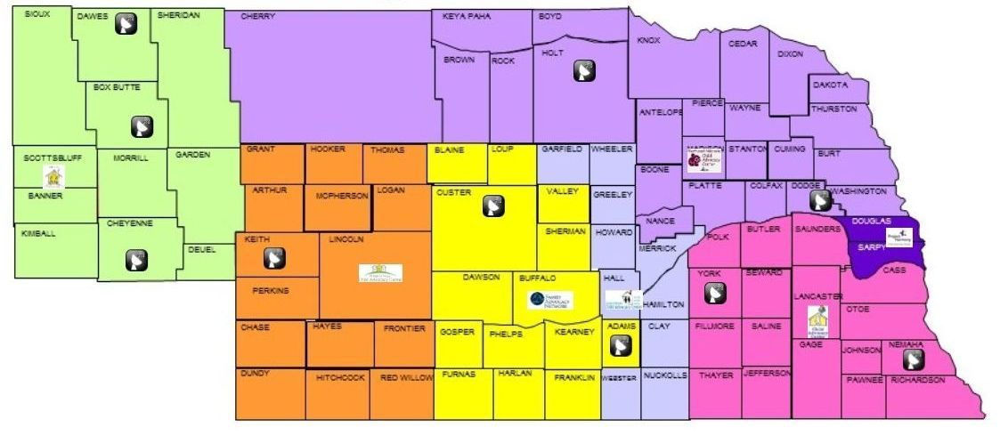 SIOUX
DAWES
SHERIDAN
CHERRY
KEYA PAHA
BOYD
KNOX
CEDAR
DIXON
DAKOTA
BROWN
ROCK
HOLT
BOX BUTTE
ANTELOPE
PIERCE
WAYNE
THURSTON
SCOTTSBLUFF
MORRILL
GARDEN
GRANT
HOOKER
THOMAS
BLAINE
LOUP
GARFIELD
WHEELER
BOONE
MADISON
STANTON
CUMING
BURT
BANNER
ARTHUR
MCPHERSON
LOGAN
CUSTER
VALLEY
GREELEY
PLATTE
COLFAX
DODGE
WASHINGTON
KIMBALL
CHEYENNE
DEUEL
KEITH
LINCOLN
SHERMAN
HOWARD
NANCE
MERRICK
POLK
BUTLER
SAUNDERS
DOUGLAS
SARPY
CASS
PERKINS
DAWSON
BUFFALO
FAMILY
ADVOCACY
NETWORK
HALL
HAMILTON
YORK
SEWARD
LANCASTER
OTOE
CHASE
HAYES
FRONTIER
GOSPER
PHELPS
KEARNEY
ADAMS
CLAY
FILLMORE
SALINE
GAGE
JOHNSON
NEMAHA
DUNDY
HITCHCOCK
RED WILLOW
FURNAS
HARLAN
FRANKLIN
WEBSTER
NUCKOLLS
THAYER
JEFFERSON
PAWNEE
RICHARDSON